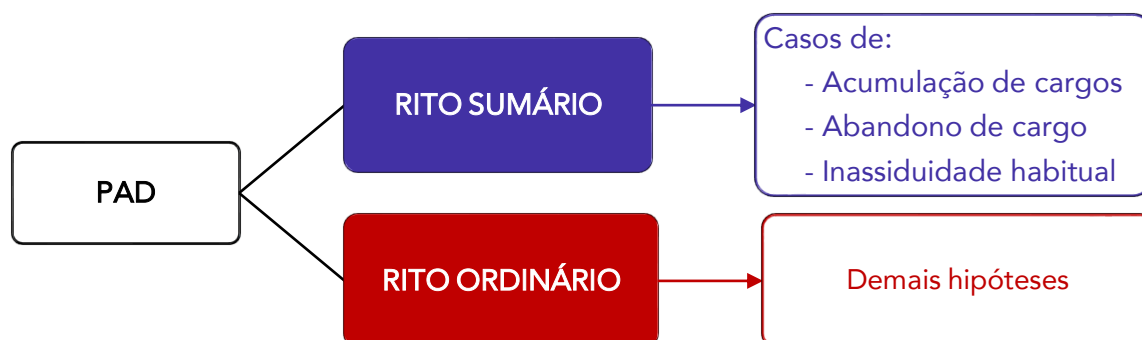 PAD
RITO SUMÁRIO
Casos de:
- Acumulação de cargos
- Abandono de cargo
- Inassiduidade habitual
RITO ORDINÁRIO
Demais hipóteses